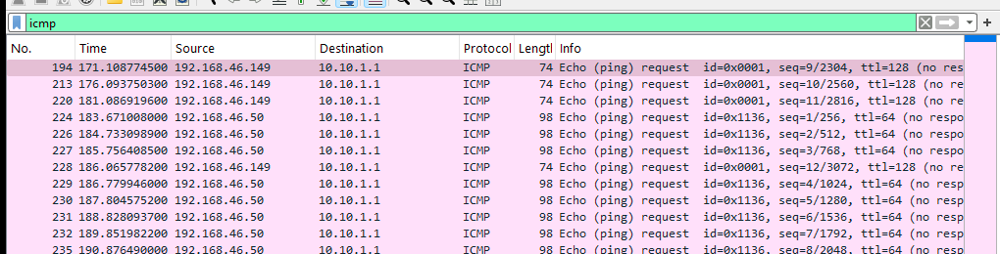 icmp
No. Time Source Destination Protocol Lengtl Info
194 171.108774500 192.168.46.149 10.10.1.1 ICMP 74 Echo (ping) request id=0x0001, seq=9/2304, ttl=128 (no res
213 176.093750300 192.168.46.149 10.10.1.1 ICMP 74 Echo (ping) request id=0x0001, seq=10/2560, ttl=128 (no re
220 181.086919600 192.168.46.149 10.10.1.1 ICMP 74 Echo (ping) request id=0x0001, seq=11/2816, ttl=128 (no re
224 183.671008000 192.168.46.50 10.10.1.1 ICMP 98 Echo (ping) request id=0x1136, seq=1/256, ttl=64 (no respo
226 184.733098900 192.168.46.50 10.10.1.1 ICMP 98 Echo (ping) request id=0x1136, seq=2/512, ttl=64 (no respo
227 185.756408500 192.168.46.50 10.10.1.1 ICMP 98 Echo (ping) request id=0x1136, seq=3/768, ttl=64 (no respo
228 186.065778200 192.168.46.149 10.10.1.1 ICMP 74 Echo (ping) request id=0x0001, seq=12/3072, ttl=128 (no re
229 186.779946000 192.168.46.50 10.10.1.1 ICMP 98 Echo (ping) request id=0x1136, seq=4/1024, ttl=64 (no resp
230 187.804575200 192.168.46.50 10.10.1.1 ICMP 98 Echo (ping) request id=0x1136, seq=5/1280, ttl=64 (no resp
231 188.828093700 192.168.46.50 10.10.1.1 ICMP 98 Echo (ping) request id=0x1136, seq=6/1536, ttl=64 (no resp
232 189.851982200 192.168.46.50 10.10.1.1 ICMP 98 Echo (ping) request id=0x1136, seq=7/1792, ttl=64 (no resp
235 190.876490000 192.168.46.50 10.10.1.1 ICMP 98 Echo (ping) request id=0x1136, seq=8/2048, ttl=64 (no resp